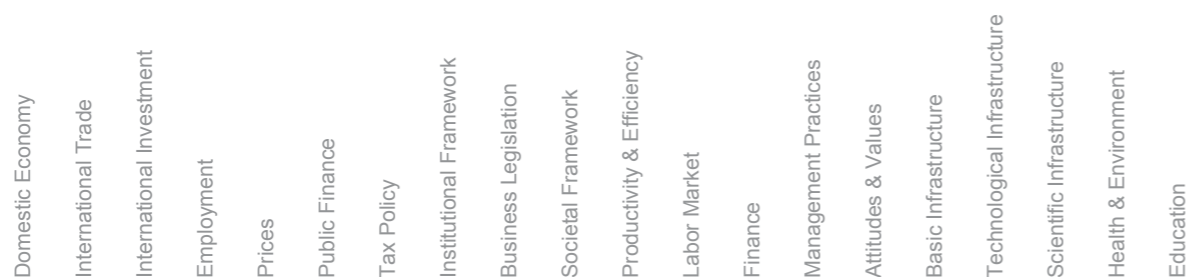 Domestic Economy
International Trade
International Investment
Employment
Prices
Public Finance
Tax Policy
Institutional Framework
Business Legislation
Societal Framework
Productivity & Efficiency
Labor Market
Finance
Management Practices
Attitudes & Values
Basic Infrastructure
Technological Infrastructure
Scientific Infrastructure
Health & Environment
Education